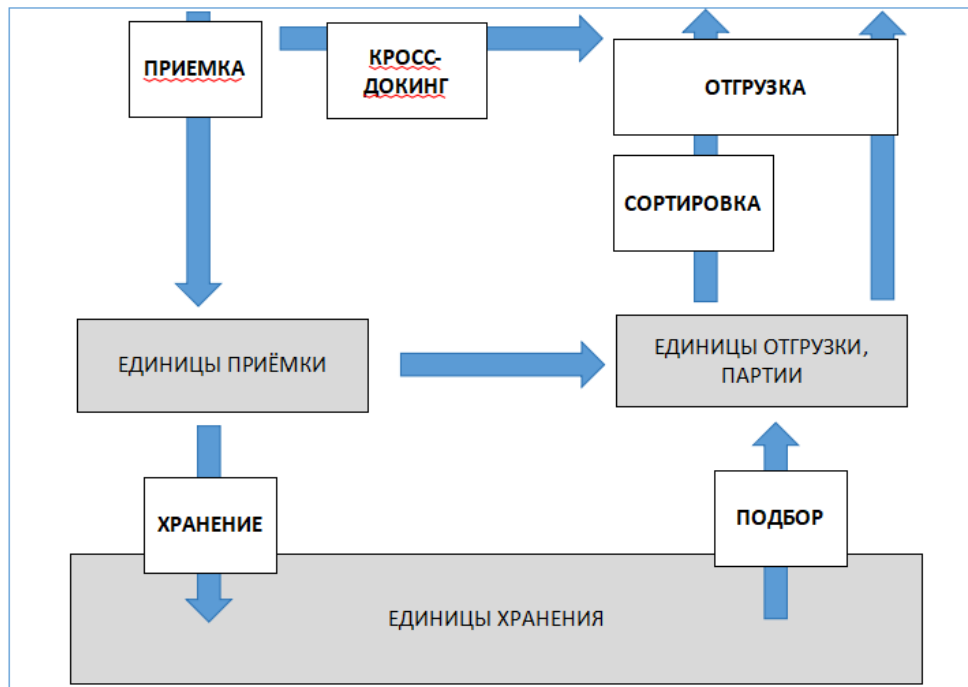 ПРИЕМКА
КРОСС-
ДОКИНГ
ОТГРУЗКА
СОРТИРОВКА
ЕДИНИЦЫ ПРИЁМКИ
ЕДИНИЦЫ ОТГРУЗКИ,
ПАРТИИ
ХРАНЕНИЕ
ПОДБОР
ЕДИНИЦЫ ХРАНЕНИЯ